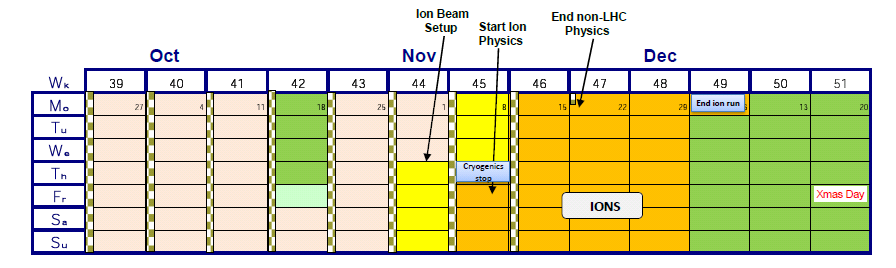 Ion Beam
Setup
Start Ion
Physics
End non-LHC
Physics
Oct Nov Dec
Wk 39 40 41 42 43 44 45 46 47 48 49 50 51
Mo 27 4 11 18 25 1 8 15 22 29 End ion run 13 20
Tu
We
Th Cryogenics
stop
Fr IONS Xmas Day
Sa
Su